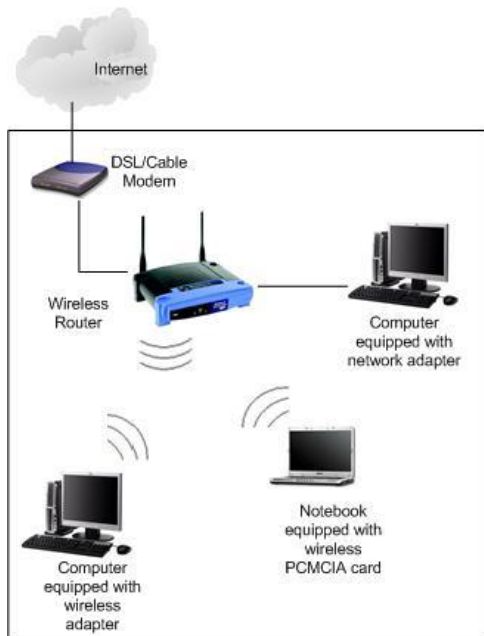 Internet
DSL/Cable
Modem
Wireless
Router
Computer
equipped with
network adapter
Notebook
equipped with
wireless
PCMCIA card
Computer
equipped with
wireless
adapter